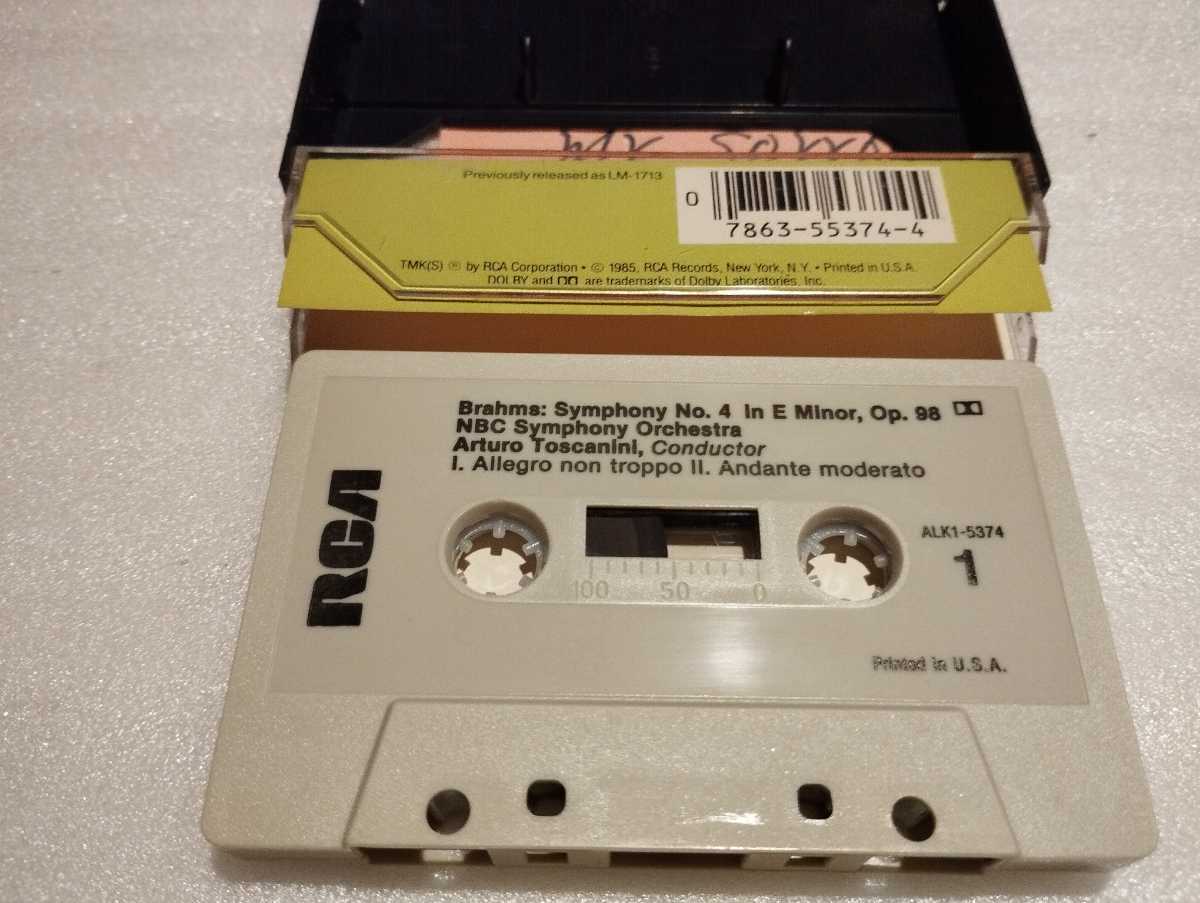 Previously released as LM-1713
0
7863-55374-4
TMK(S) ® by RCA Corporation • © 1985, RCA Records, New York, N.Y. • Printed in U.S.A.
DOLBY and DD are trademarks of Dolby Laboratories, Inc.
Brahms: Symphony No. 4 in E Minor, Op. 98
NBC Symphony Orchestra
Arturo Toscanini, Conductor
I. Allegro non troppo II. Andante moderato
RCA
ALK1-5374
1
100 50 0
Printed in U.S.A.